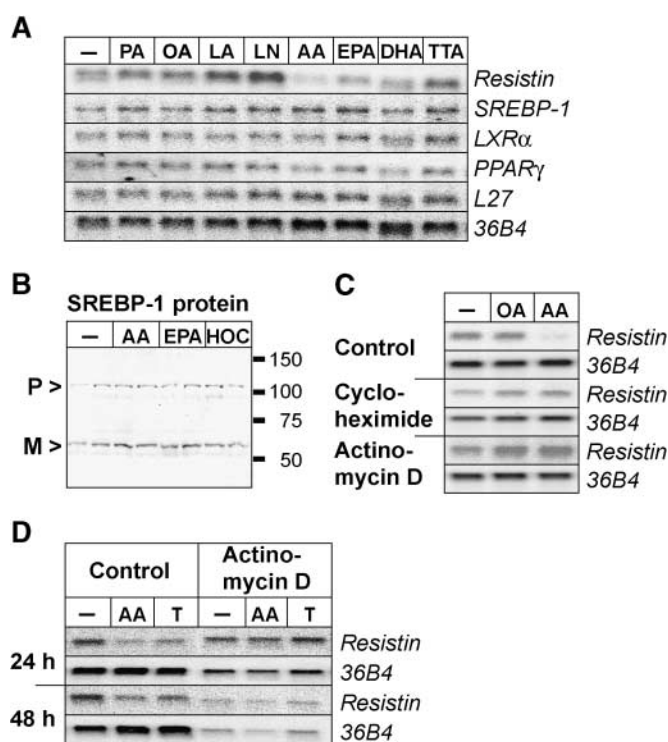 A
– PA OA LA LN AA EPA DHA TTA
Resistin
SREBP-1
LXRα
PPARγ
L27
36B4
B
SREBP-1 protein
– AA EPA HOC
P >
M >
150
100
75
50
C
– OA AA
Control
Resistin
36B4
Cyclo-
heximide
Resistin
36B4
Actino-
mycin D
Resistin
36B4
D
Control
Actino-
mycin D
– AA T – AA T
24 h
Resistin
36B4
48 h
Resistin
36B4